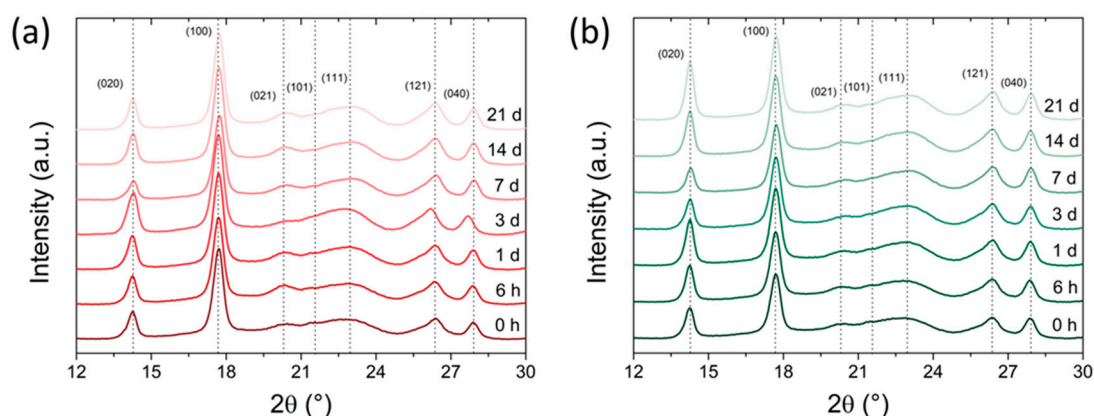 (a)
Intensity (a.u.)
(020)
(100)
(021)
(101)
(111)
(121)
(040)
21 d
14 d
7 d
3 d
1 d
6 h
0 h
12 15 18 21 24 27 30
2θ (°)
(b)
Intensity (a.u.)
(020)
(100)
(021)
(101)
(111)
(121)
(040)
21 d
14 d
7 d
3 d
1 d
6 h
0 h
12 15 18 21 24 27 30
2θ (°)